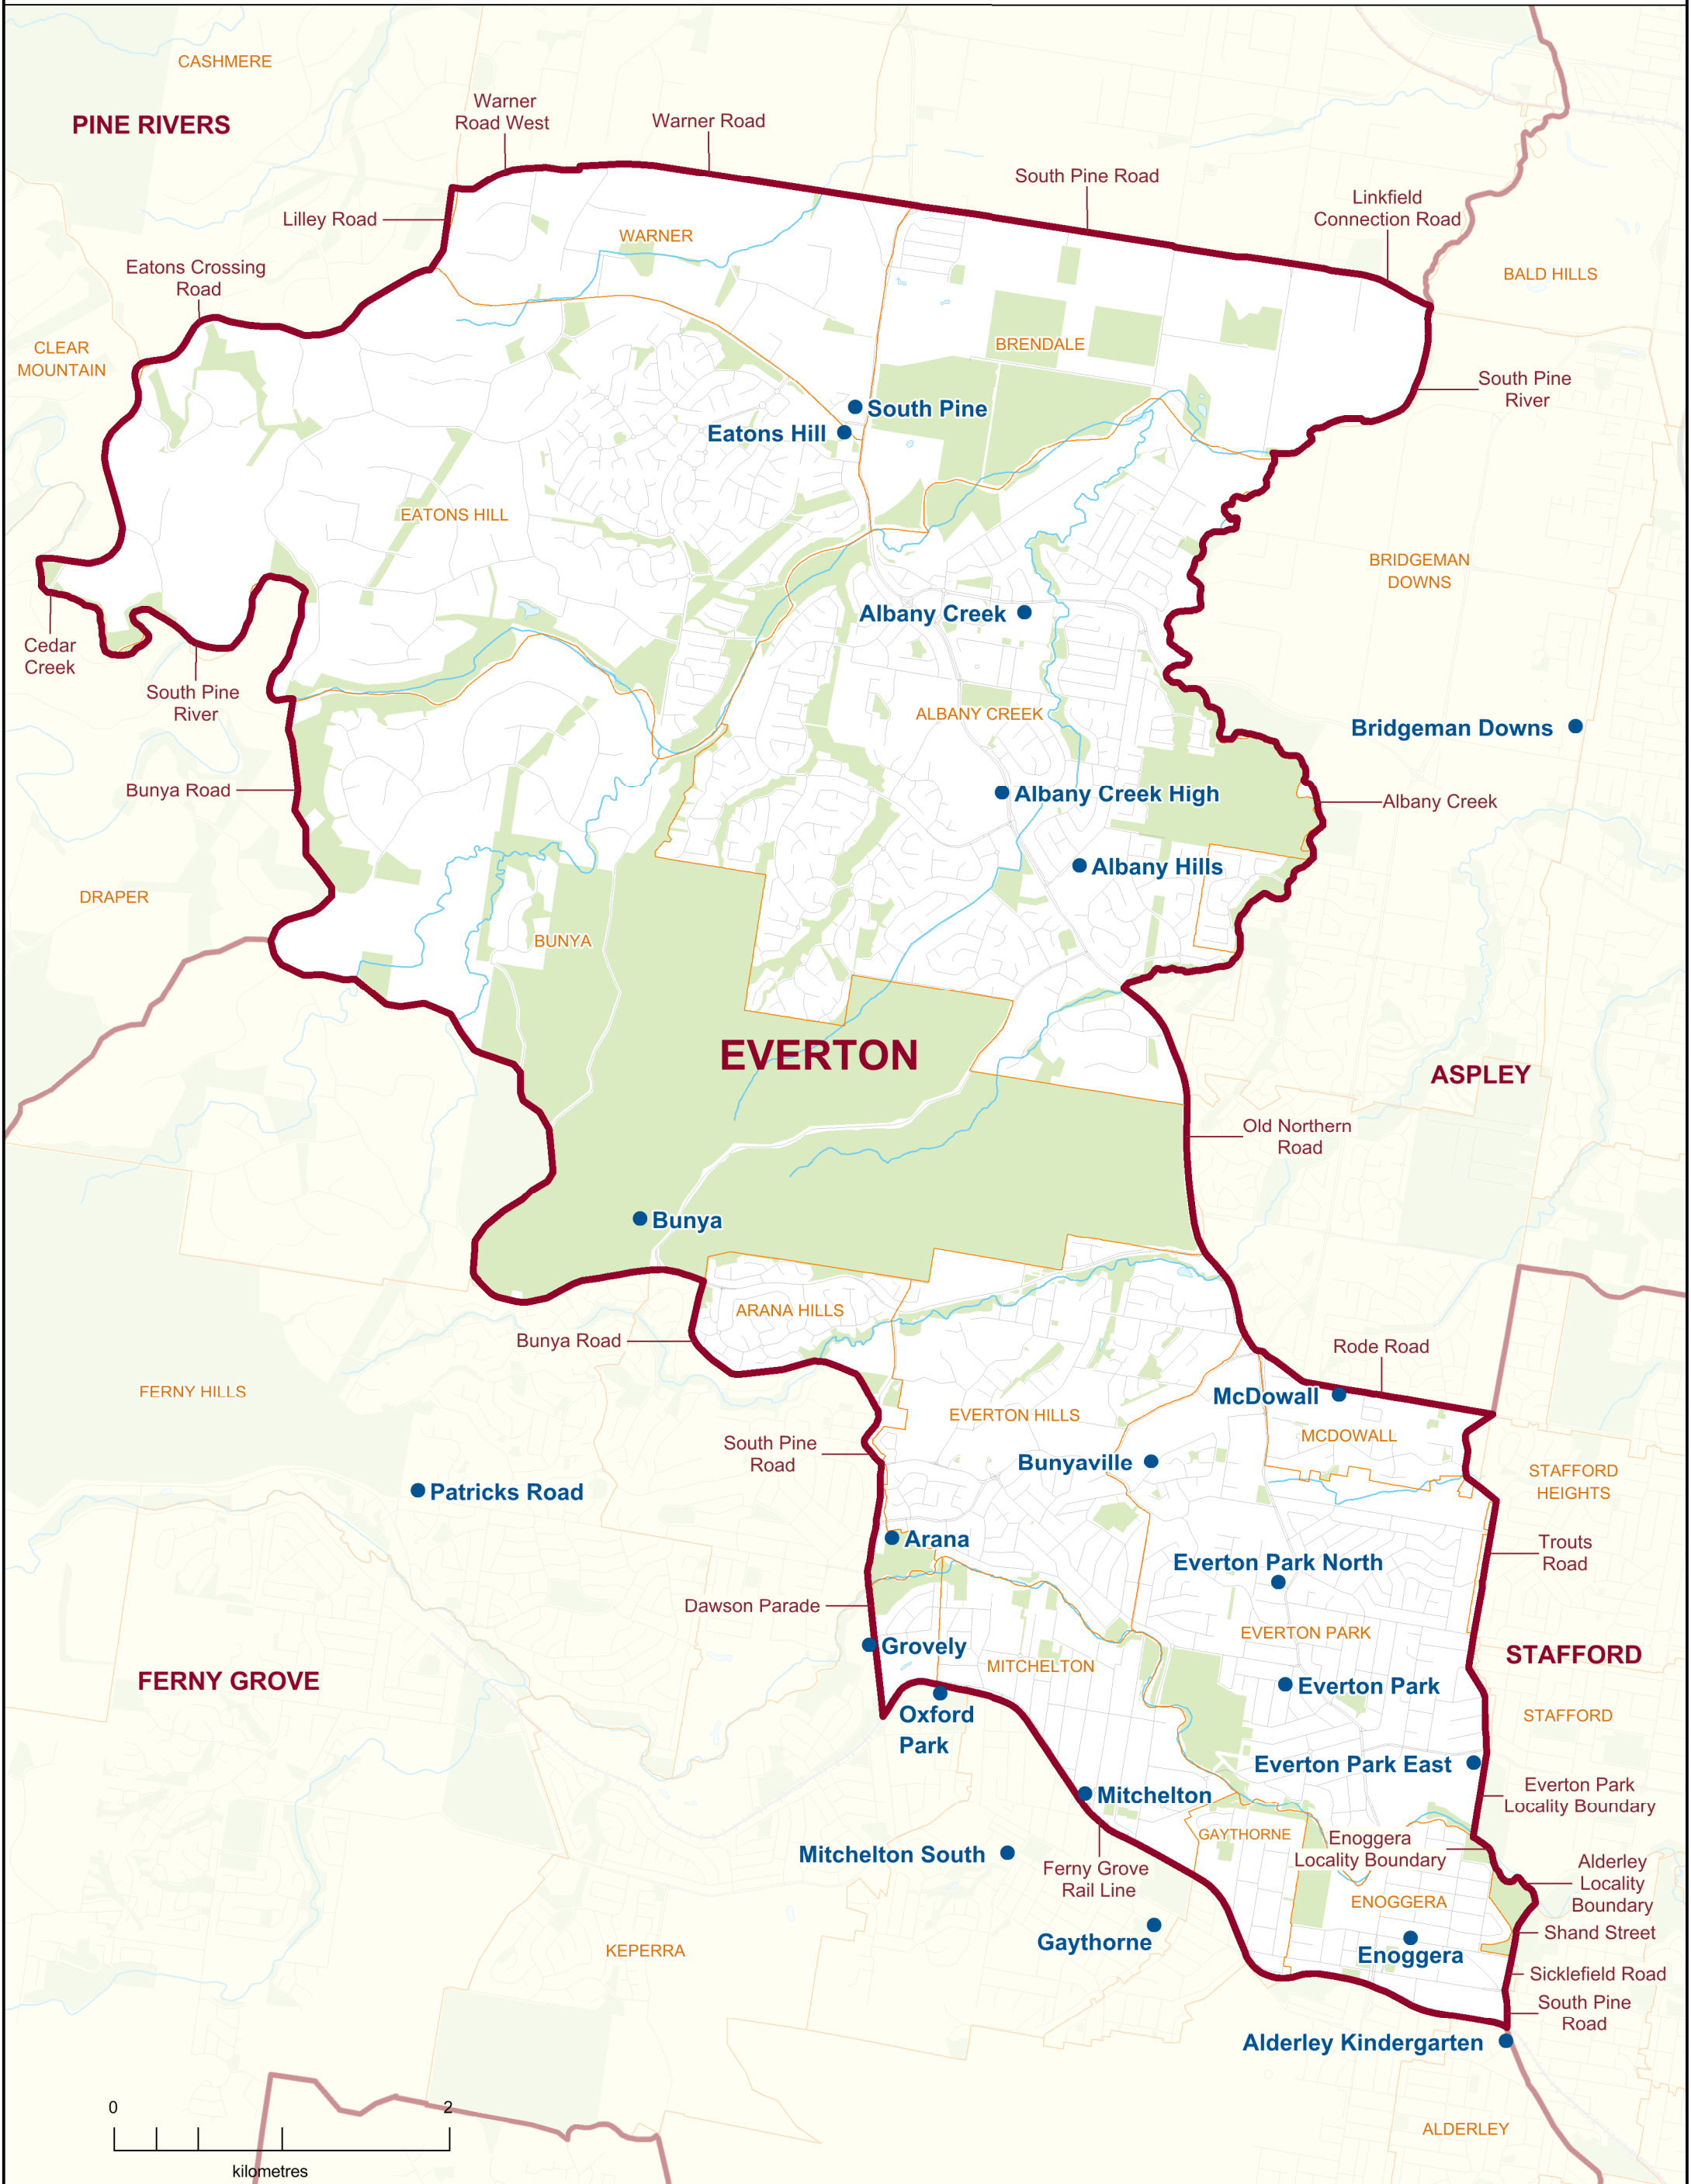 CASHMERE
PINE RIVERS
Warner
Road West
Warner Road
South Pine Road
Linkfield
Connection Road
Lilley Road
WARNER
Eatons Crossing
Road
BALD HILLS
CLEAR
MOUNTAIN
BRENDALE
South Pine
River
South Pine
Eatons Hill
EATONS HILL
BRIDGEMAN
DOWNS
Albany Creek
Cedar
Creek
South Pine
River
ALBANY CREEK
Bridgeman Downs
Bunya Road
Albany Creek High
Albany Creek
Albany Hills
DRAPER
BUNYA
EVERTON
ASPLEY
Old Northern
Road
Bunya
ARANA HILLS
Bunya Road
Rode Road
FERNY HILLS
McDowall
EVERTON HILLS
MCDOWALL
South Pine
Road
Bunyaville
STAFFORD
HEIGHTS
Patricks Road
Arana
Trouts
Road
Everton Park North
Dawson Parade
EVERTON PARK
Grovely
MITCHELTON
STAFFORD
FERNY GROVE
Everton Park
Oxford
Park
STAFFORD
Everton Park East
Mitchelton
Everton Park
Locality Boundary
GAYTHORNE
Enoggera
Locality Boundary
Mitchelton South
Ferny Grove
Rail Line
Alderley
Locality
Boundary
ENOGGERA
Shand Street
Gaythorne
Enoggera
KEPERRA
Sicklefield Road
South Pine
Road
Alderley Kindergarten
0 2
kilometres
ALDERLEY